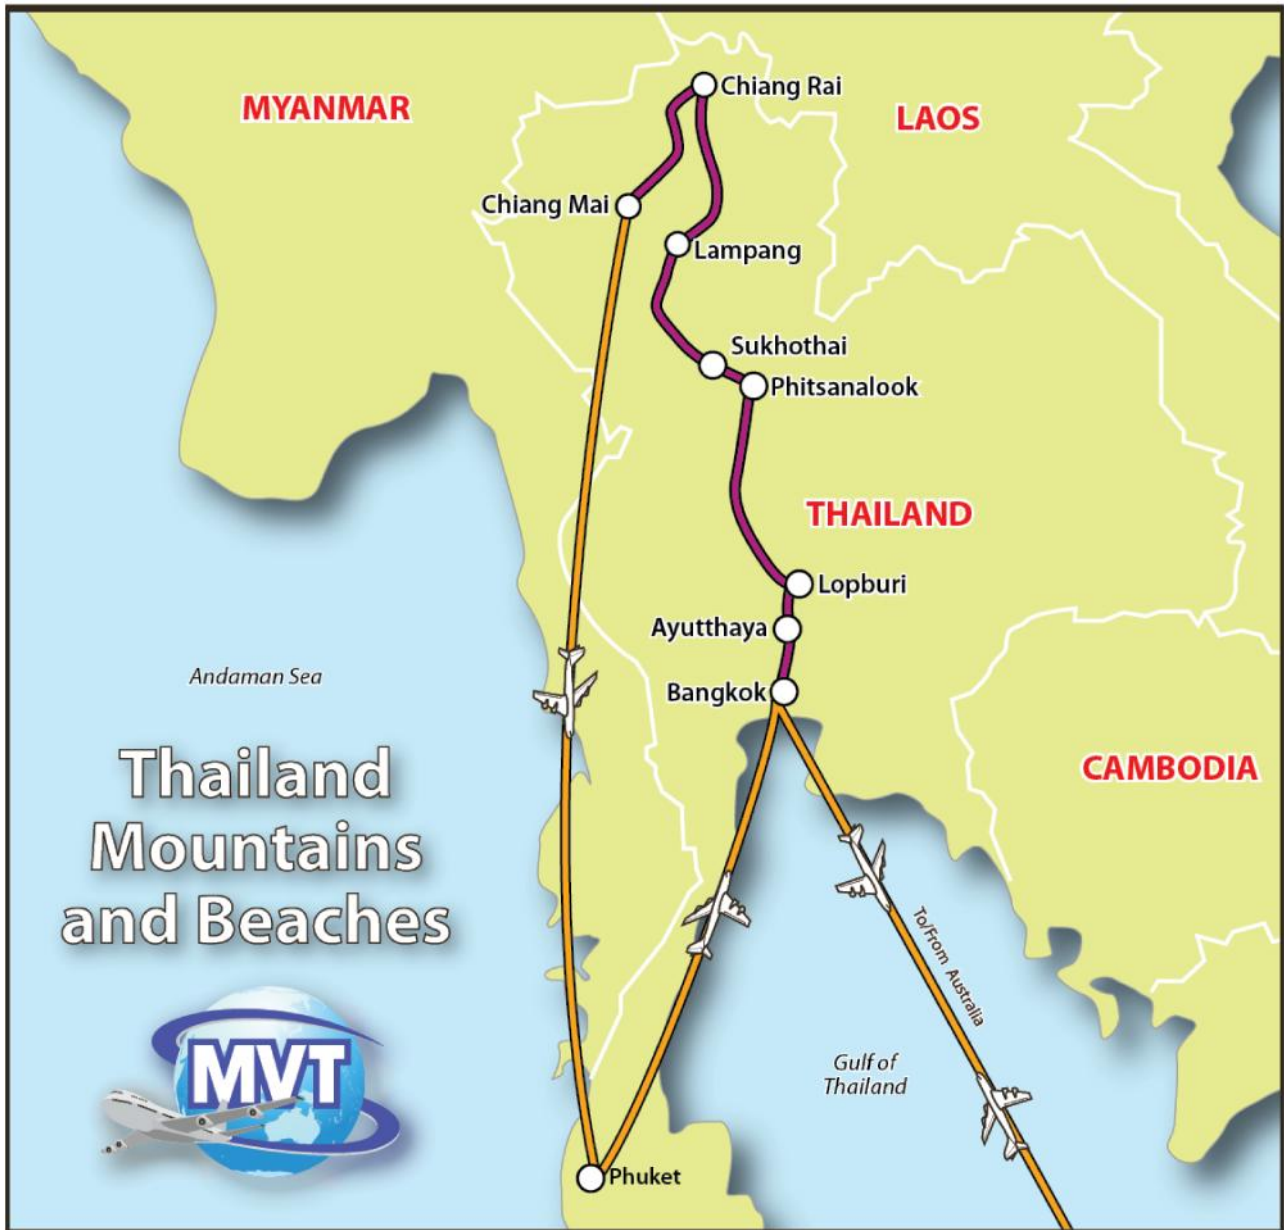 Chiang Rai
MYANMAR
LAOS
Chiang Mai
Lampang
Sukhothai
Phitsanalook
THAILAND
Lopburi
Ayutthaya
Andaman Sea
Bangkok
Thailand
Mountains
and Beaches
CAMBODIA
To/From Australia
MVT
Gulf of
Thailand
Phuket